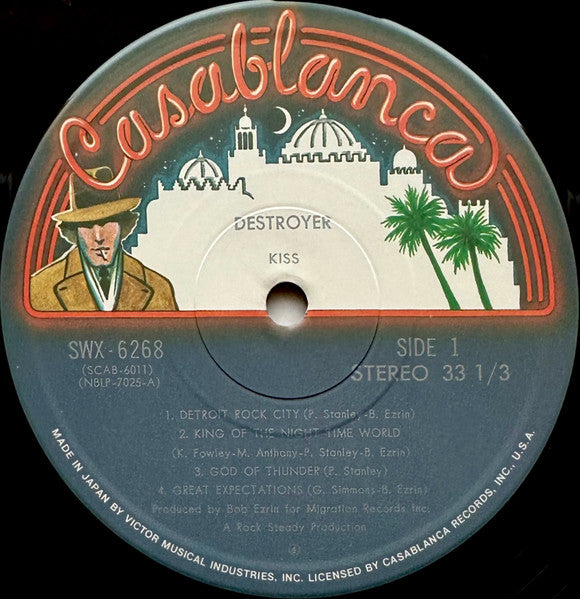 Casablanca
DESTROYER
KISS
SWX-6268
(SCAB-6011)
(NBLP-7025-A)
SIDE 1
STEREO 33 1/3
1. DETROIT ROCK CITY (P. Stanley-B. Ezrin)
2. KING OF THE NIGHT TIME WORLD
(K. Fowley-M. Anthony-P. Stanley-B. Ezrin)
3. GOD OF THUNDER (P. Stanley)
4. GREAT EXPECTATIONS (G. Simmons-B. Ezrin)
Produced by Bob Ezrin for Migration Records Inc.
A Rock Steady Production
MADE IN JAPAN BY VICTOR MUSICAL INDUSTRIES, INC. LICENSED BY CASABLANCA RECORDS, INC., U.S.A.